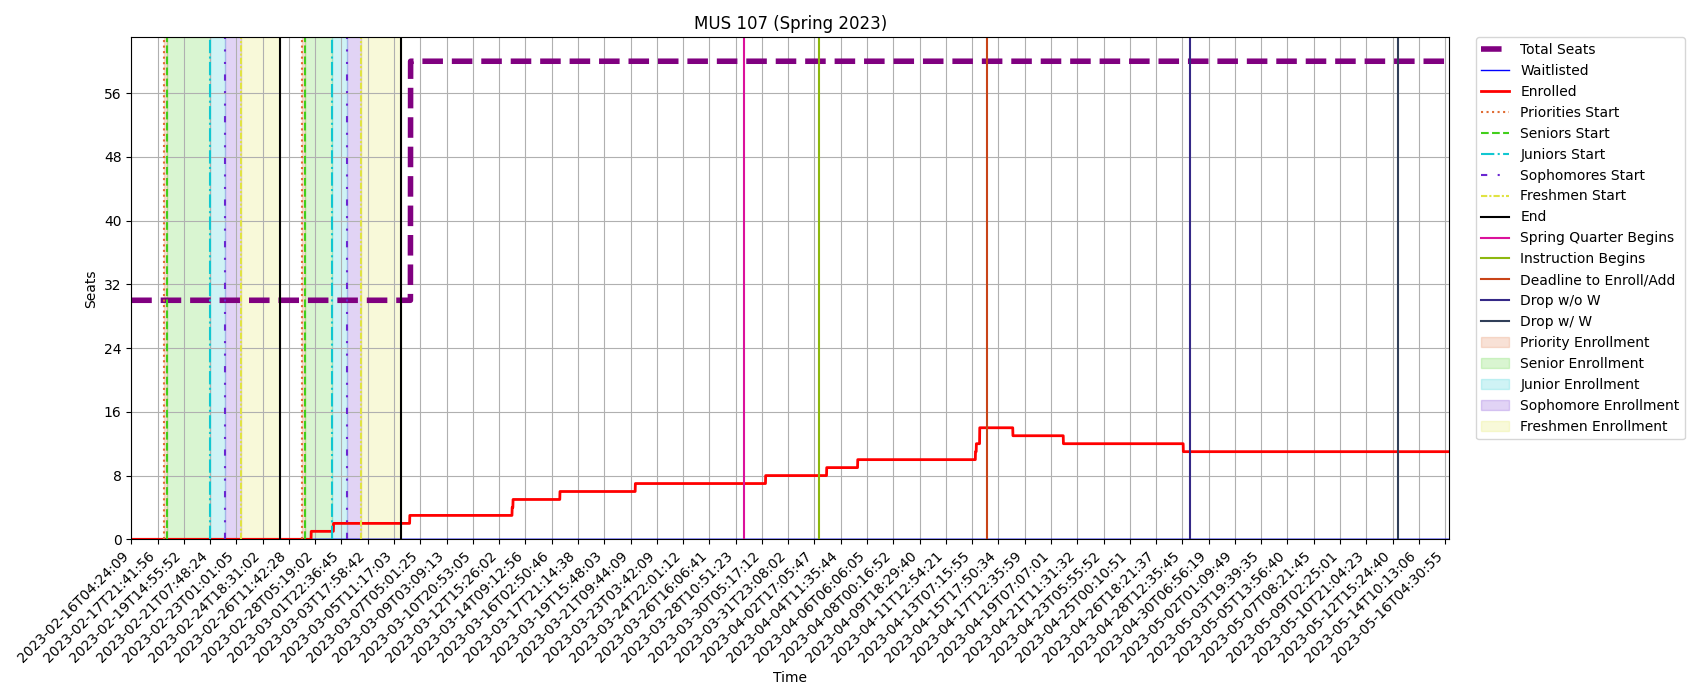 MUS 107 (Spring 2023)
Total Seats
Waitlisted
Enrolled
Priorities Start
Seniors Start
Juniors Start
Sophomores Start
Freshmen Start
End
Spring Quarter Begins
Instruction Begins
Deadline to Enroll/Add
Drop w/o W
Drop w/ W
Priority Enrollment
Senior Enrollment
Junior Enrollment
Sophomore Enrollment
Freshmen Enrollment
Seats
56
48
40
32
24
16
8
0
2023-02-16T04:24:09
2023-02-17T21:41:56
2023-02-19T14:55:52
2023-02-21T07:48:24
2023-02-23T01:01:05
2023-02-24T18:31:02
2023-02-26T11:42:28
2023-02-28T05:19:02
2023-03-01T22:36:45
2023-03-03T17:58:42
2023-03-05T11:17:03
2023-03-07T05:01:25
2023-03-09T03:09:13
2023-03-10T20:53:05
2023-03-12T15:26:02
2023-03-14T09:12:56
2023-03-16T02:50:46
2023-03-17T21:14:38
2023-03-19T15:48:03
2023-03-21T09:44:09
2023-03-23T03:42:09
2023-03-24T22:01:12
2023-03-26T16:06:41
2023-03-28T10:51:23
2023-03-30T05:17:12
2023-03-31T23:08:02
2023-04-02T17:05:47
2023-04-04T11:35:44
2023-04-06T06:06:05
2023-04-08T00:16:52
2023-04-09T18:29:40
2023-04-11T12:54:21
2023-04-13T07:15:55
2023-04-15T17:50:34
2023-04-17T12:35:59
2023-04-19T07:07:01
2023-04-21T11:31:32
2023-04-23T05:55:52
2023-04-25T00:10:51
2023-04-26T18:21:37
2023-04-28T12:35:45
2023-04-30T06:56:19
2023-05-02T01:09:49
2023-05-03T19:39:35
2023-05-05T13:56:40
2023-05-07T08:21:45
2023-05-09T02:25:01
2023-05-10T21:04:23
2023-05-12T15:24:40
2023-05-14T10:13:06
2023-05-16T04:30:55
Time